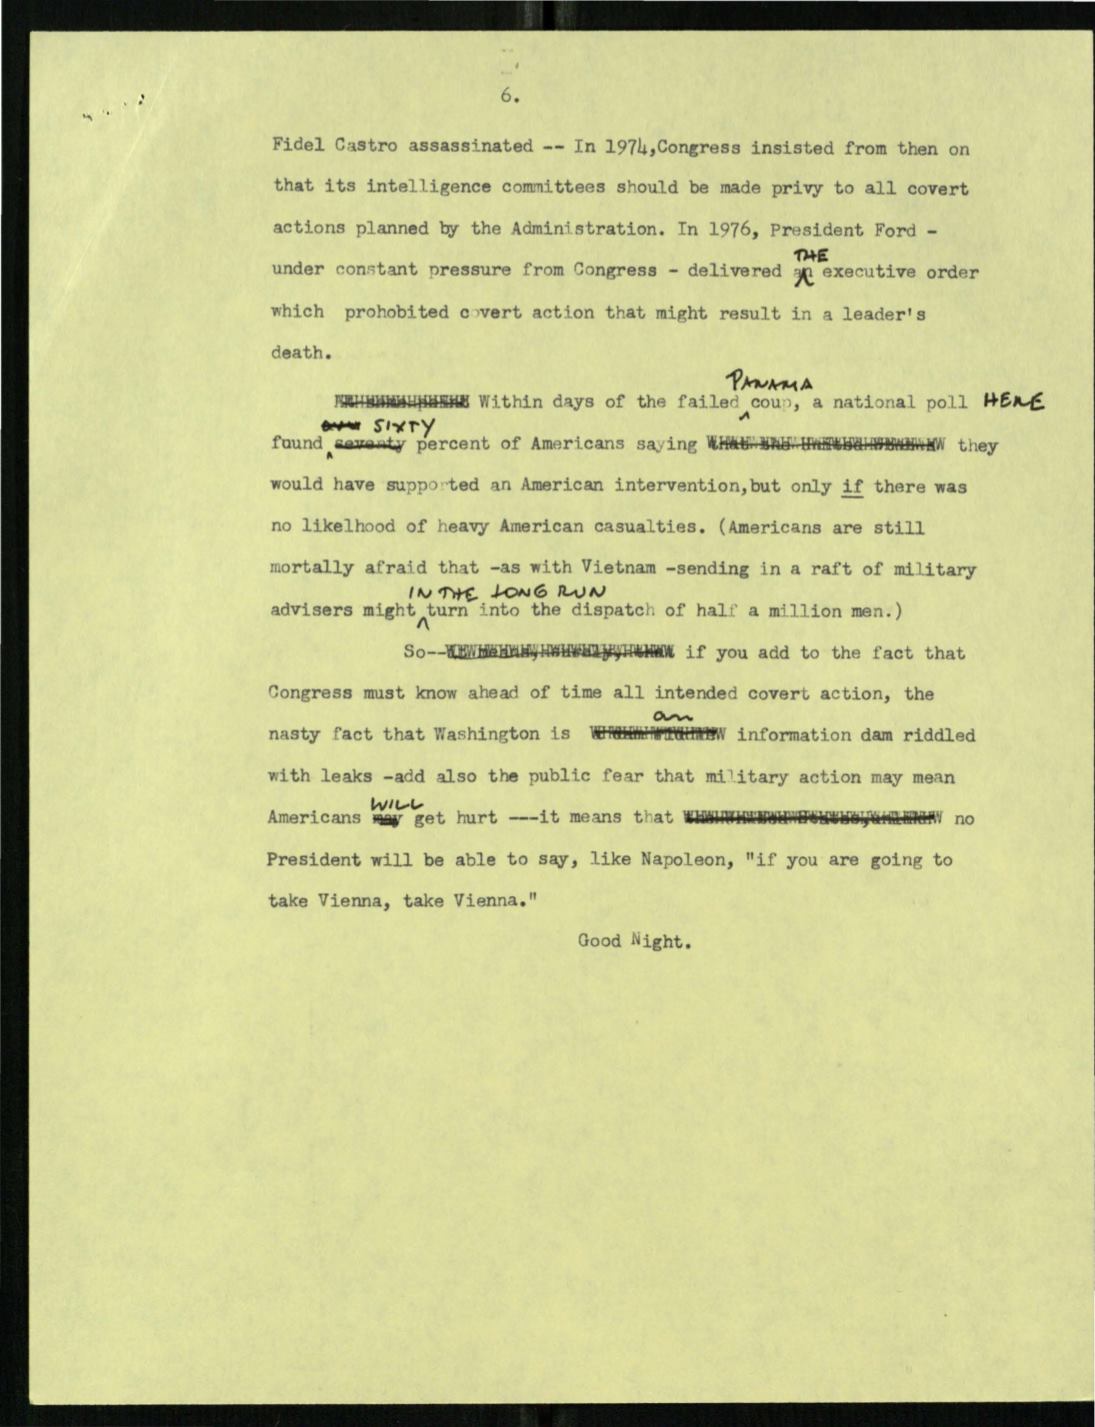 6.
Fidel Castro assassinated -- In 1974,Congress insisted from then on
that its intelligence committees should be made privy to all covert
actions planned by the Administration. In 1976, President Ford -
THE
under constant pressure from Congress - delivered an executive order
which prohobited covert action that might result in a leader's
death.
PANAMA
Within days of the failed coup, a national poll HERE
SIXTY
found seventy percent of Americans saying they
would have supported an American intervention,but only if there was
no likelhood of heavy American casualties. (Americans are still
mortally afraid that -as with Vietnam -sending in a raft of military
IN THE LONG RUN
advisers might turn into the dispatch of half a million men.)
So-- if you add to the fact that
Congress must know ahead of time all intended covert action, the
an
nasty fact that Washington is information dam riddled
with leaks -add also the public fear that military action may mean
WILL
Americans may get hurt ---it means that no
President will be able to say, like Napoleon, "if you are going to
take Vienna, take Vienna."
Good Night.